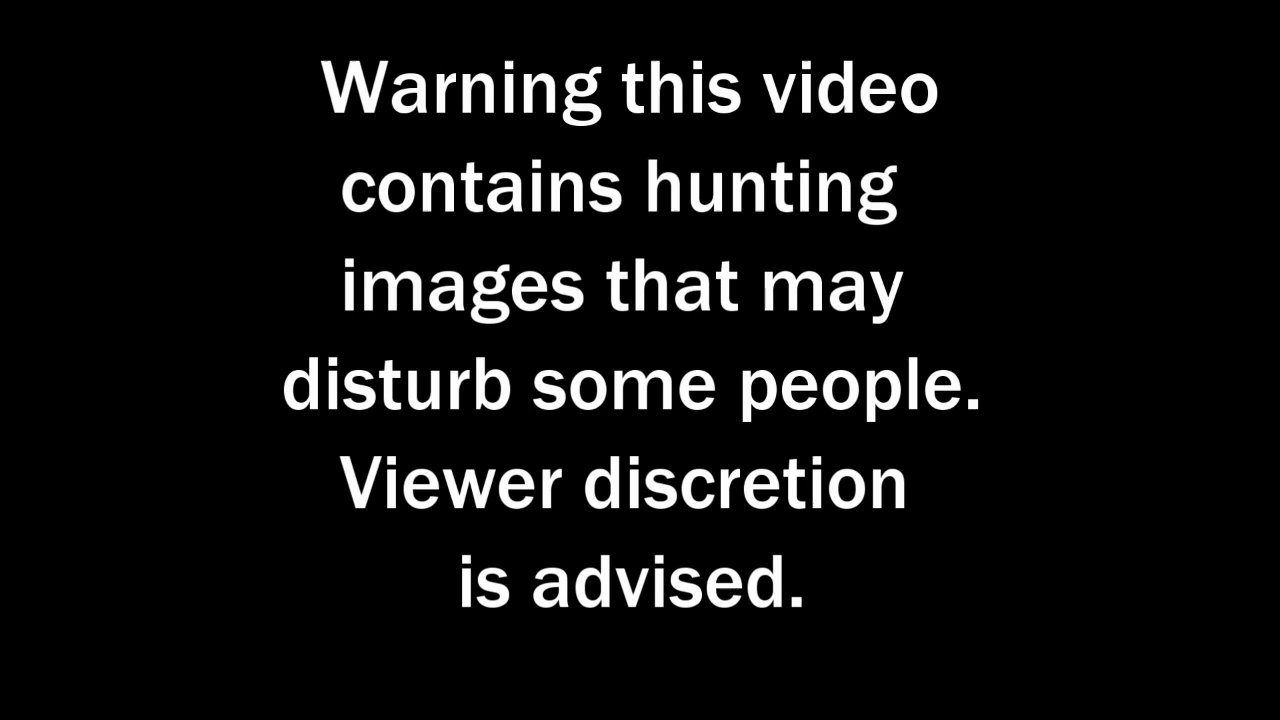 Warning this video
contains hunting
images that may
disturb some people.
Viewer discretion
is advised.